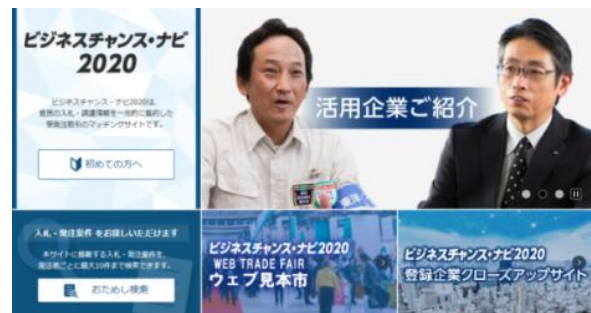 ビジネスチャンス・ナビ
2020
ビジネスチャンス・ナビ2020は、
官民の入札・調達情報を一元的に集約した
受発注取引のマッチングサイトです。
初めての方へ
活用企業ご紹介
入札・発注案件 をお試しいただけます
本サイトに掲載する入札・発注案件を、
発注者ごとに最大10件まで検索できます。
おためし検索
ビジネスチャンス・ナビ2020
WEB TRADE FAIR
ウェブ見本市
ビジネスチャンス・ナビ2020
登録企業クローズアップサイト